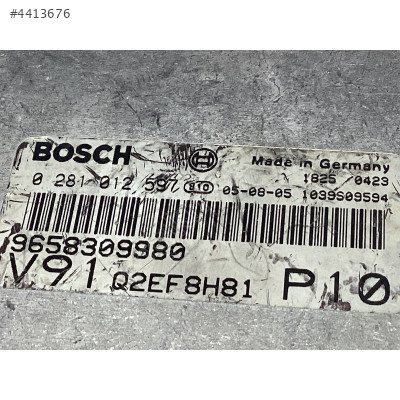 #4413676
BOSCH Made in Germany
1825 0423
0 281 012 597 810 05-08-05 1039S09594
9658309980
V91 Q2EF8H81 P10